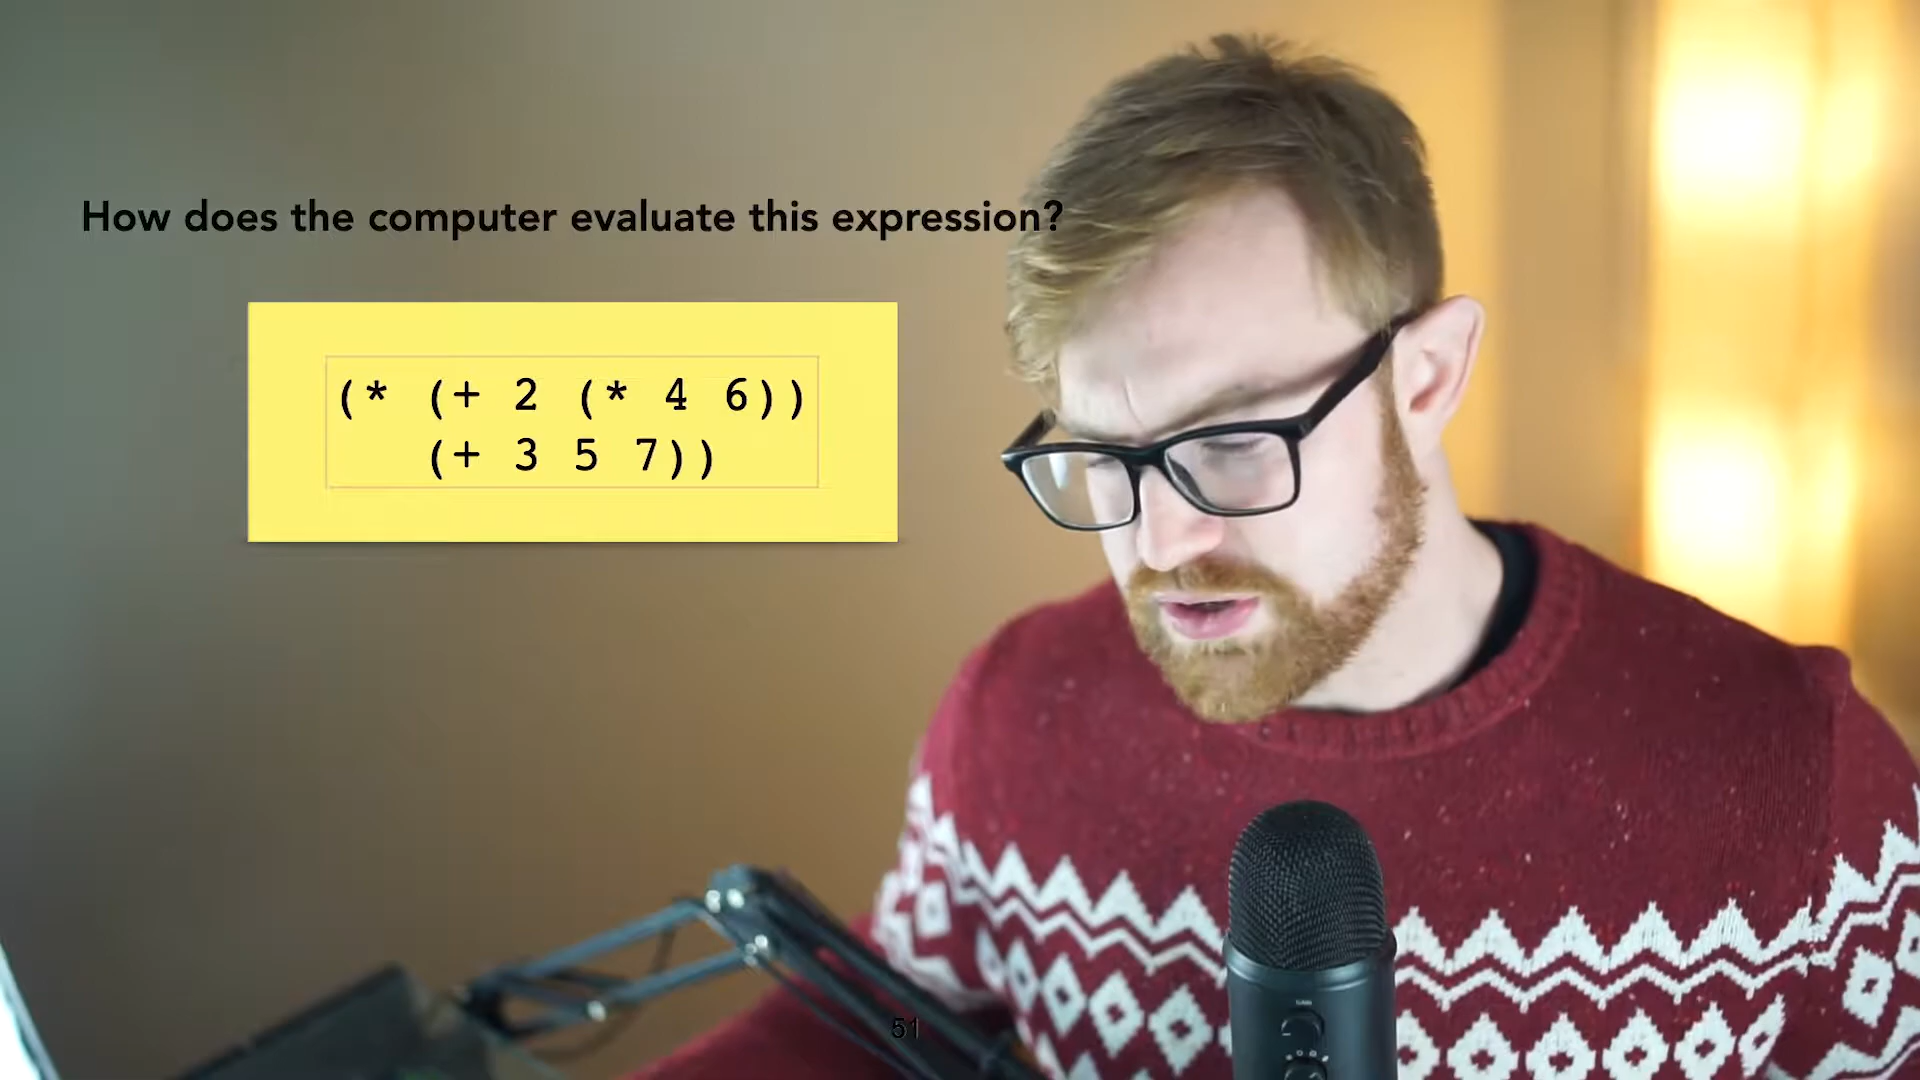 How does the computer evaluate this expression?
(* (+ 2 (* 4 6))
(+ 3 5 7))
51